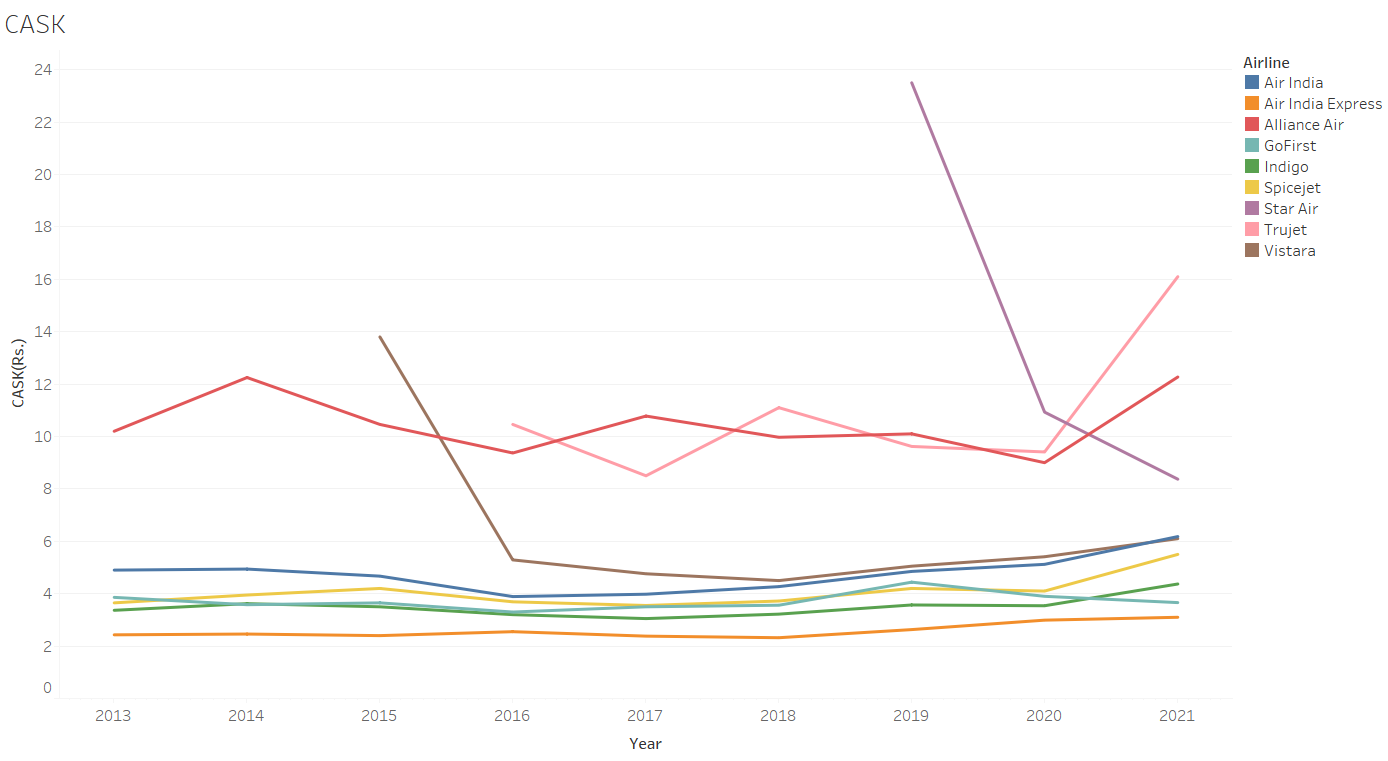 CASK
24
22
20
18
16
14
12
10
8
6
4
2
0
CASK(Rs.)
2013 2014 2015 2016 2017 2018 2019 2020 2021
Year
Airline
Air India
Air India Express
Alliance Air
GoFirst
Indigo
Spicejet
Star Air
Trujet
Vistara